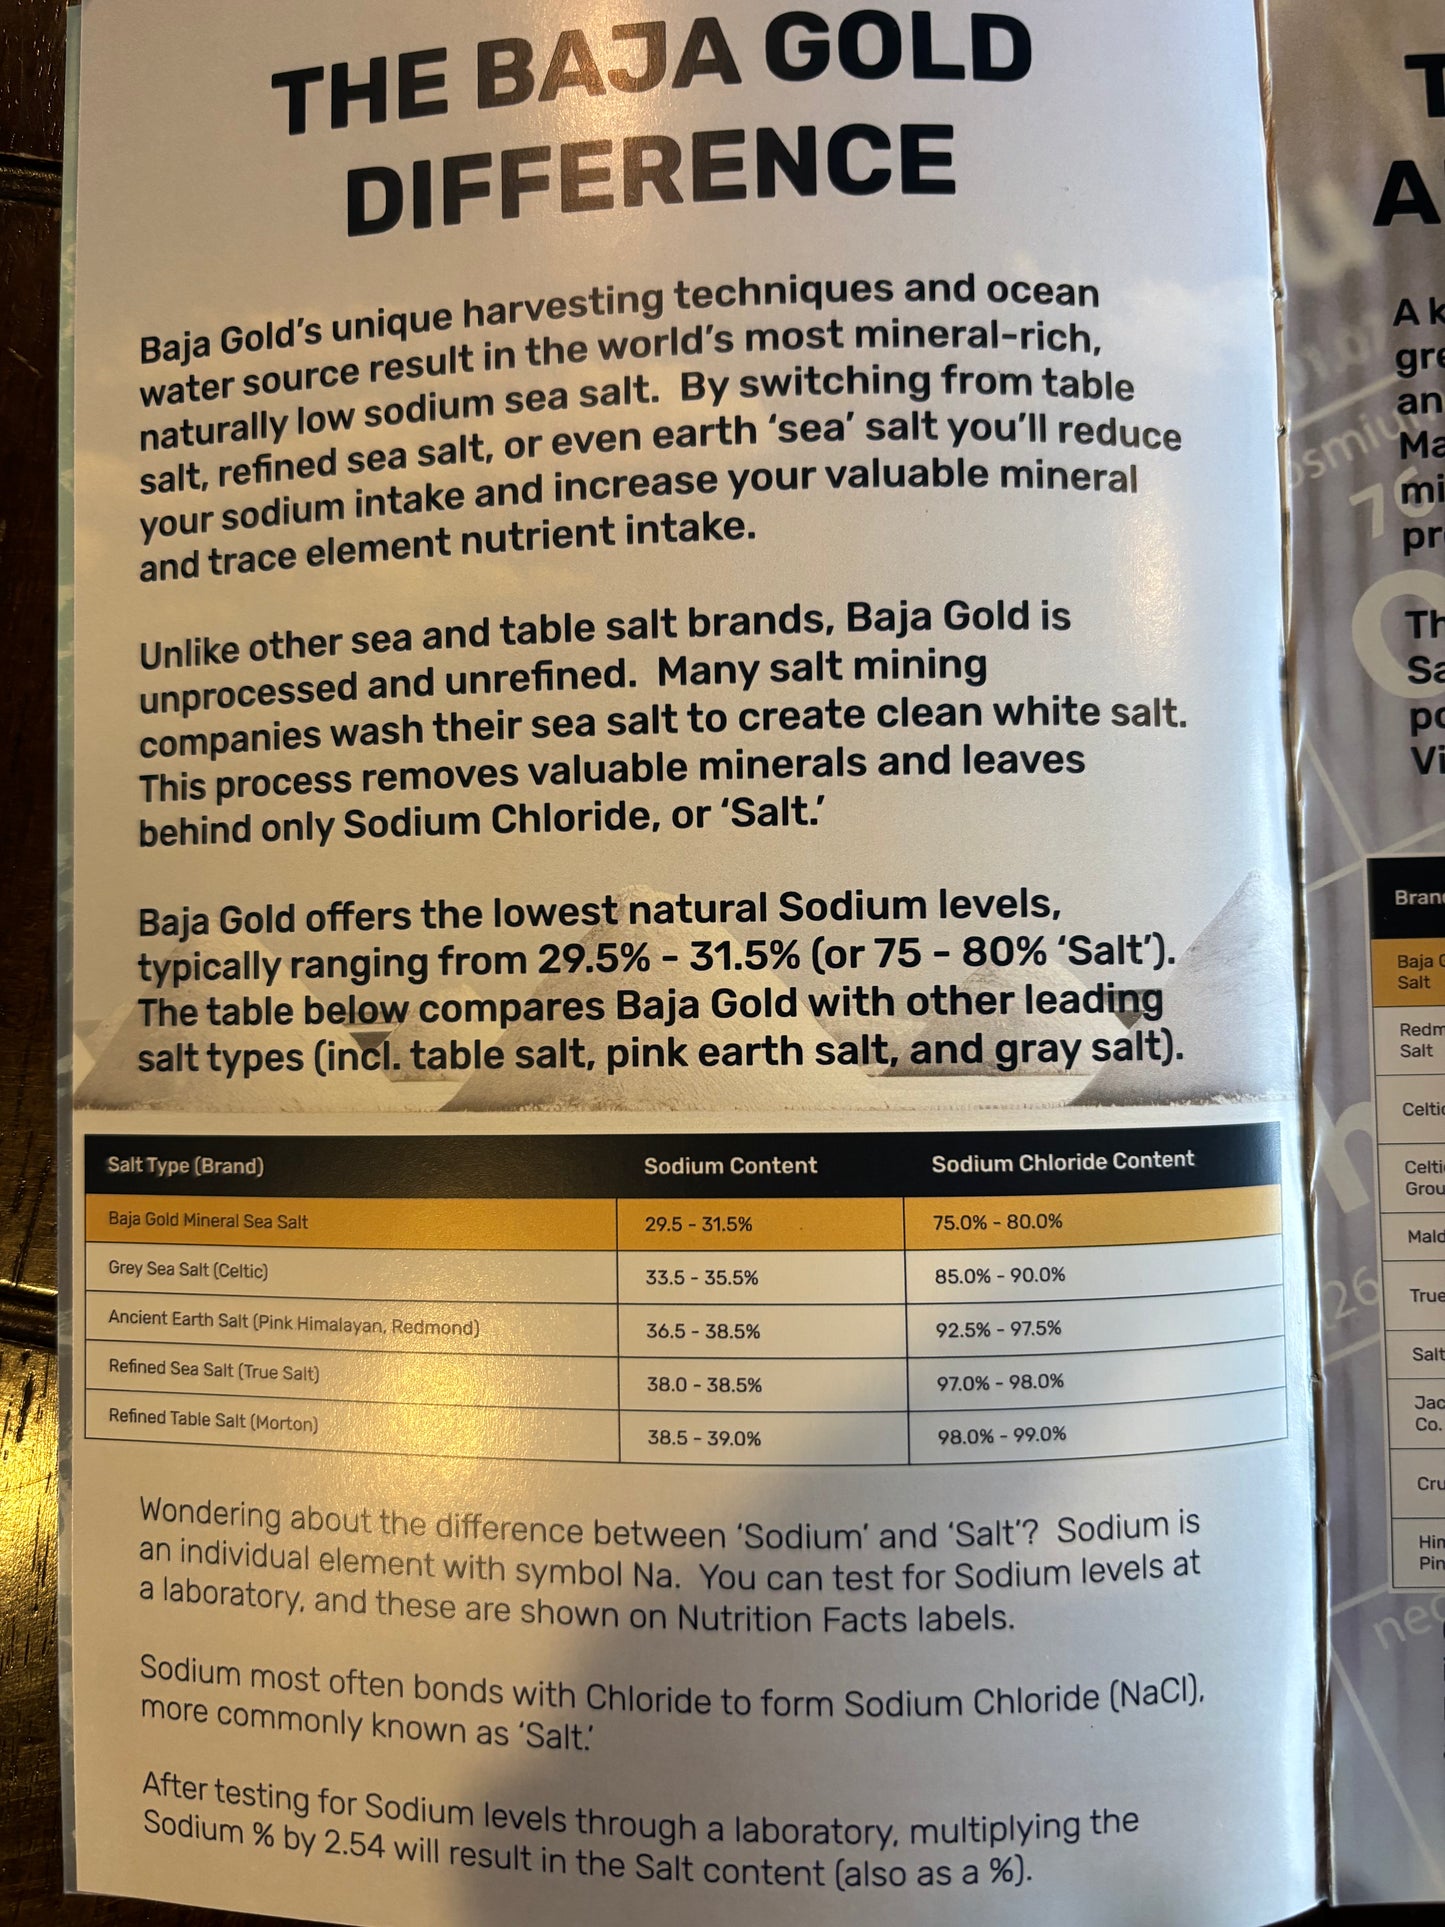 THE BAJA GOLD
DIFFERENCE
Baja Gold's unique harvesting techniques and ocean
water source result in the world's most mineral-rich,
naturally low sodium sea salt. By switching from table
salt, refined sea salt, or even earth 'sea' salt you'll reduce
your sodium intake and increase your valuable mineral
and trace element nutrient intake.
Unlike other sea and table salt brands, Baja Gold is
unprocessed and unrefined. Many salt mining
companies wash their sea salt to create clean white salt.
This process removes valuable minerals and leaves
behind only Sodium Chloride, or 'Salt.'
Baja Gold offers the lowest natural Sodium levels,
typically ranging from 29.5% - 31.5% (or 75 - 80% 'Salt').
The table below compares Baja Gold with other leading
salt types (incl. table salt, pink earth salt, and gray salt).
Salt Type (Brand) Sodium Content Sodium Chloride Content
Baja Gold Mineral Sea Salt 29.5 - 31.5% 75.0% - 80.0%
Grey Sea Salt (Celtic) 33.5 - 35.5% 85.0% - 90.0%
Ancient Earth Salt (Pink Himalayan, Redmond) 36.5 - 38.5% 92.5% - 97.5%
Refined Sea Salt (True Salt) 38.0 - 38.5% 97.0% - 98.0%
Refined Table Salt (Morton) 38.5 - 39.0% 98.0% - 99.0%
Wondering about the difference between 'Sodium' and 'Salt'? Sodium is
an individual element with symbol Na. You can test for Sodium levels at
a laboratory, and these are shown on Nutrition Facts labels.
Sodium most often bonds with Chloride to form Sodium Chloride (NaCl),
more commonly known as 'Salt.'
After testing for Sodium levels through a laboratory, multiplying the
Sodium % by 2.54 will result in the Salt content (also as a %).
A
Baja
Salt
Salt
True
Salt
Co.
76
26